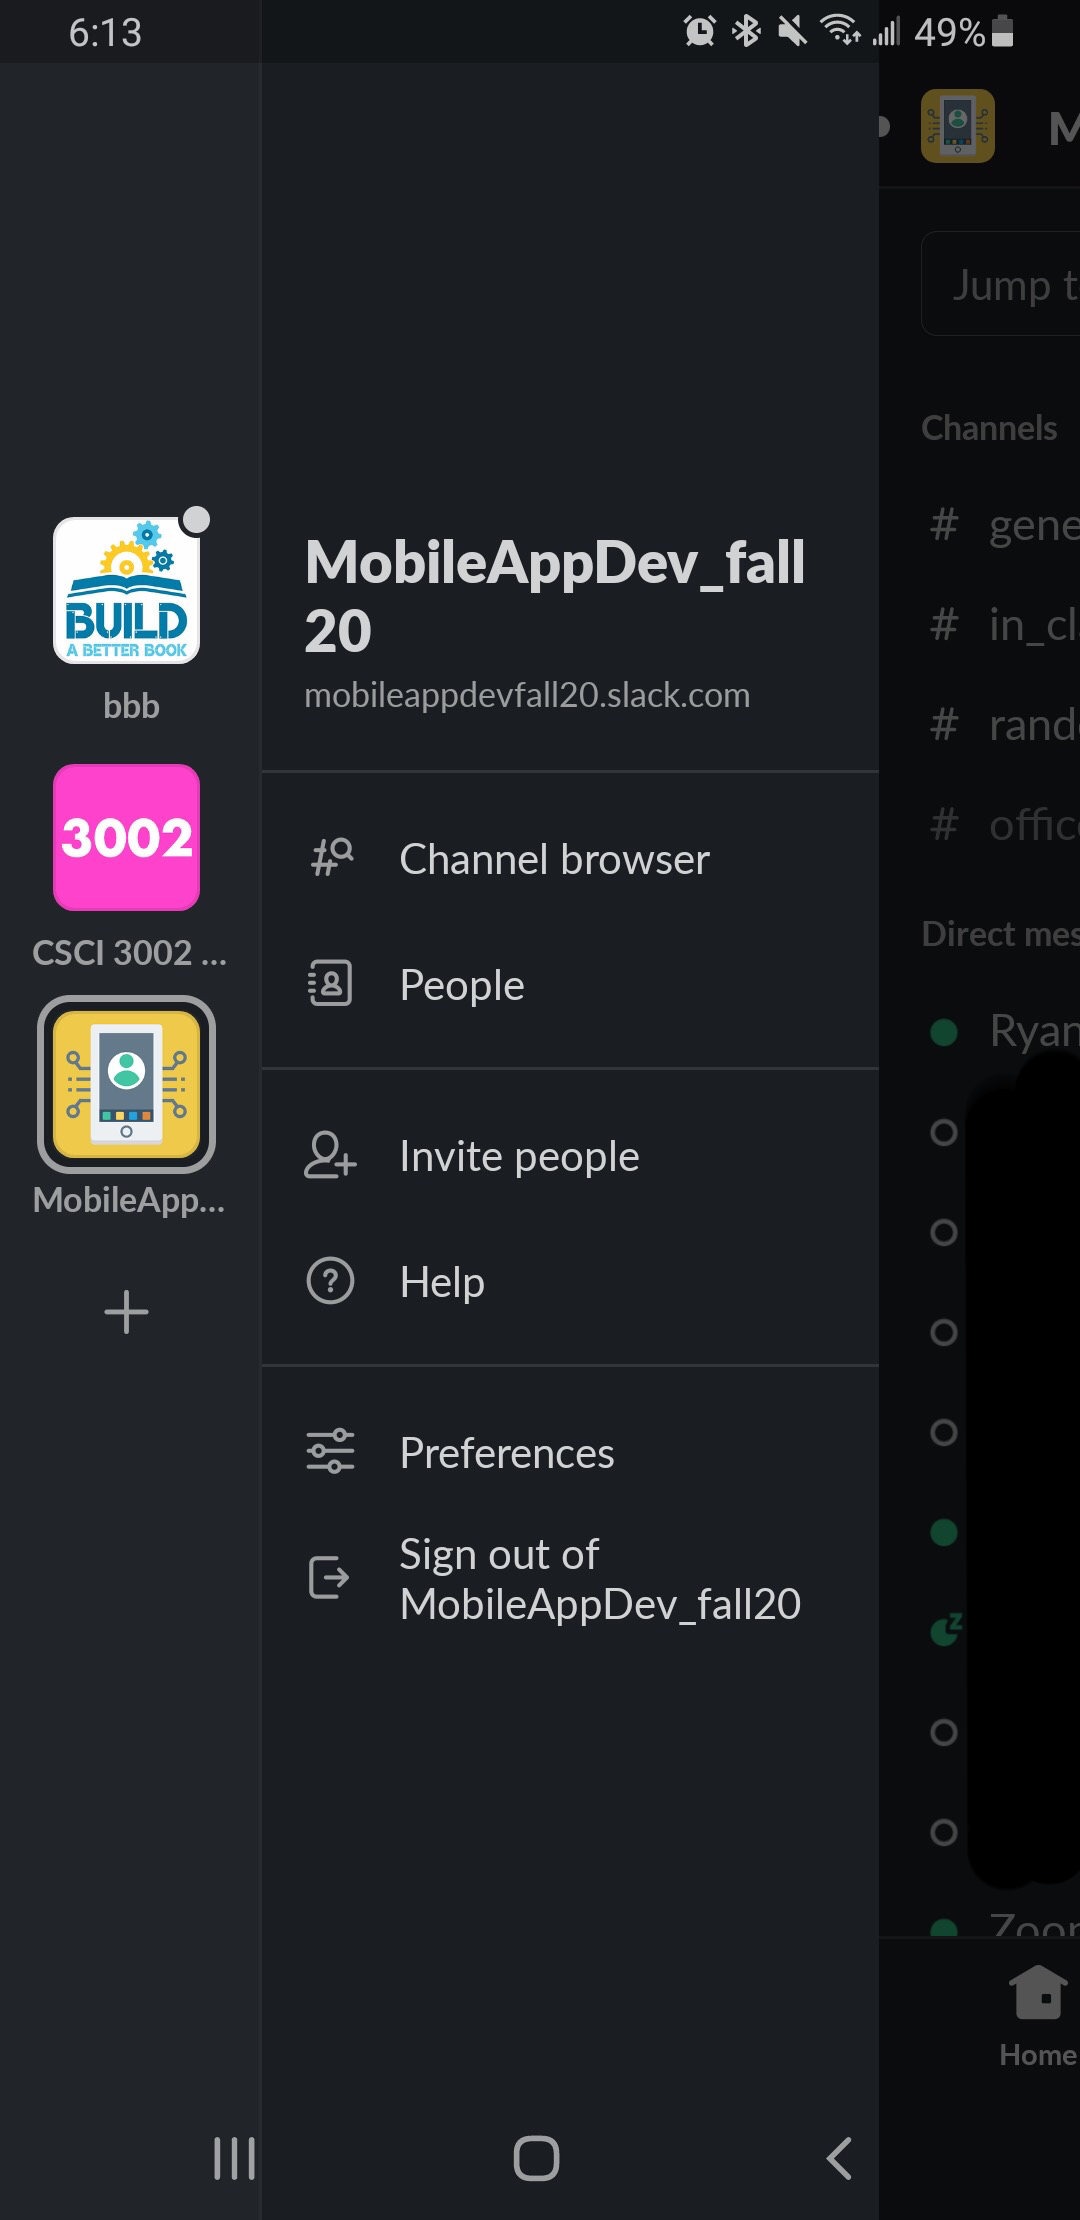 6:13
49%
M
Jump t
Channels
# gene
# in_cl
# rand
# offic
Direct mes
Ryan
Zoor
Home
BUILD
A BETTER BOOK
bbb
3002
CSCI 3002 ...
MobileApp...
MobileAppDev_fall
20
mobileappdevfall20.slack.com
Channel browser
People
Invite people
Help
Preferences
Sign out of
MobileAppDev_fall20